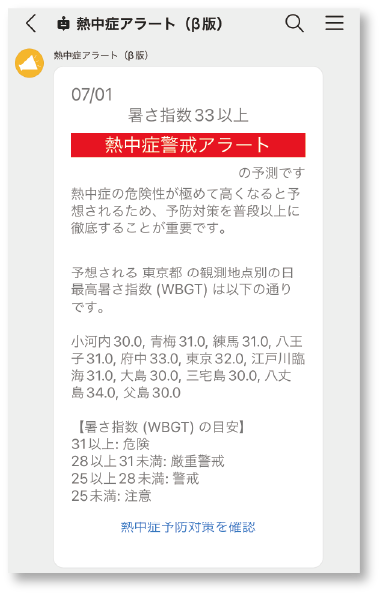 熱中症アラート（β版）
熱中症アラート（β版）
07/01
暑さ指数33以上
熱中症警戒アラート
の予測です
熱中症の危険性が極めて高くなると予
想されるため、予防対策を普段以上に
徹底することが重要です。
予想される 東京都 の観測地点別の日
最高暑さ指数 (WBGT) は以下の通り
です。
小河内30.0, 青梅31.0, 練馬31.0, 八王
子31.0, 府中33.0, 東京32.0, 江戸川臨
海31.0, 大島30.0, 三宅島30.0, 八丈
島34.0, 父島30.0
【暑さ指数 (WBGT) の目安】
31以上: 危険
28以上31未満: 厳重警戒
25以上28未満: 警戒
25未満: 注意
熱中症予防対策を確認